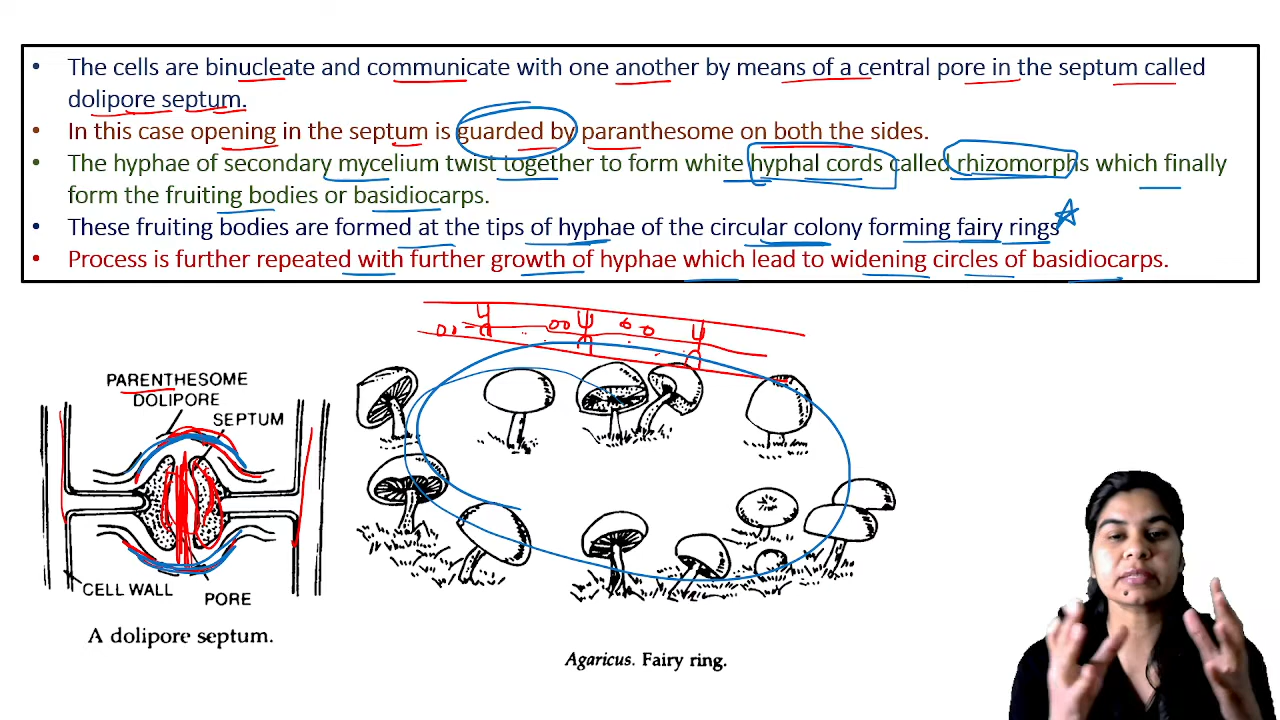 • The cells are binucleate and communicate with one another by means of a central pore in the septum called
dolipore septum.
• In this case opening in the septum is guarded by paranthesome on both the sides.
• The hyphae of secondary mycelium twist together to form white hyphal cords called rhizomorphs which finally
form the fruiting bodies or basidiocarps.
• These fruiting bodies are formed at the tips of hyphae of the circular colony forming fairy rings
• Process is further repeated with further growth of hyphae which lead to widening circles of basidiocarps.
PARENTHESOME
DOLIPORE
SEPTUM
CELL WALL
PORE
A dolipore septum.
Agaricus. Fairy ring.